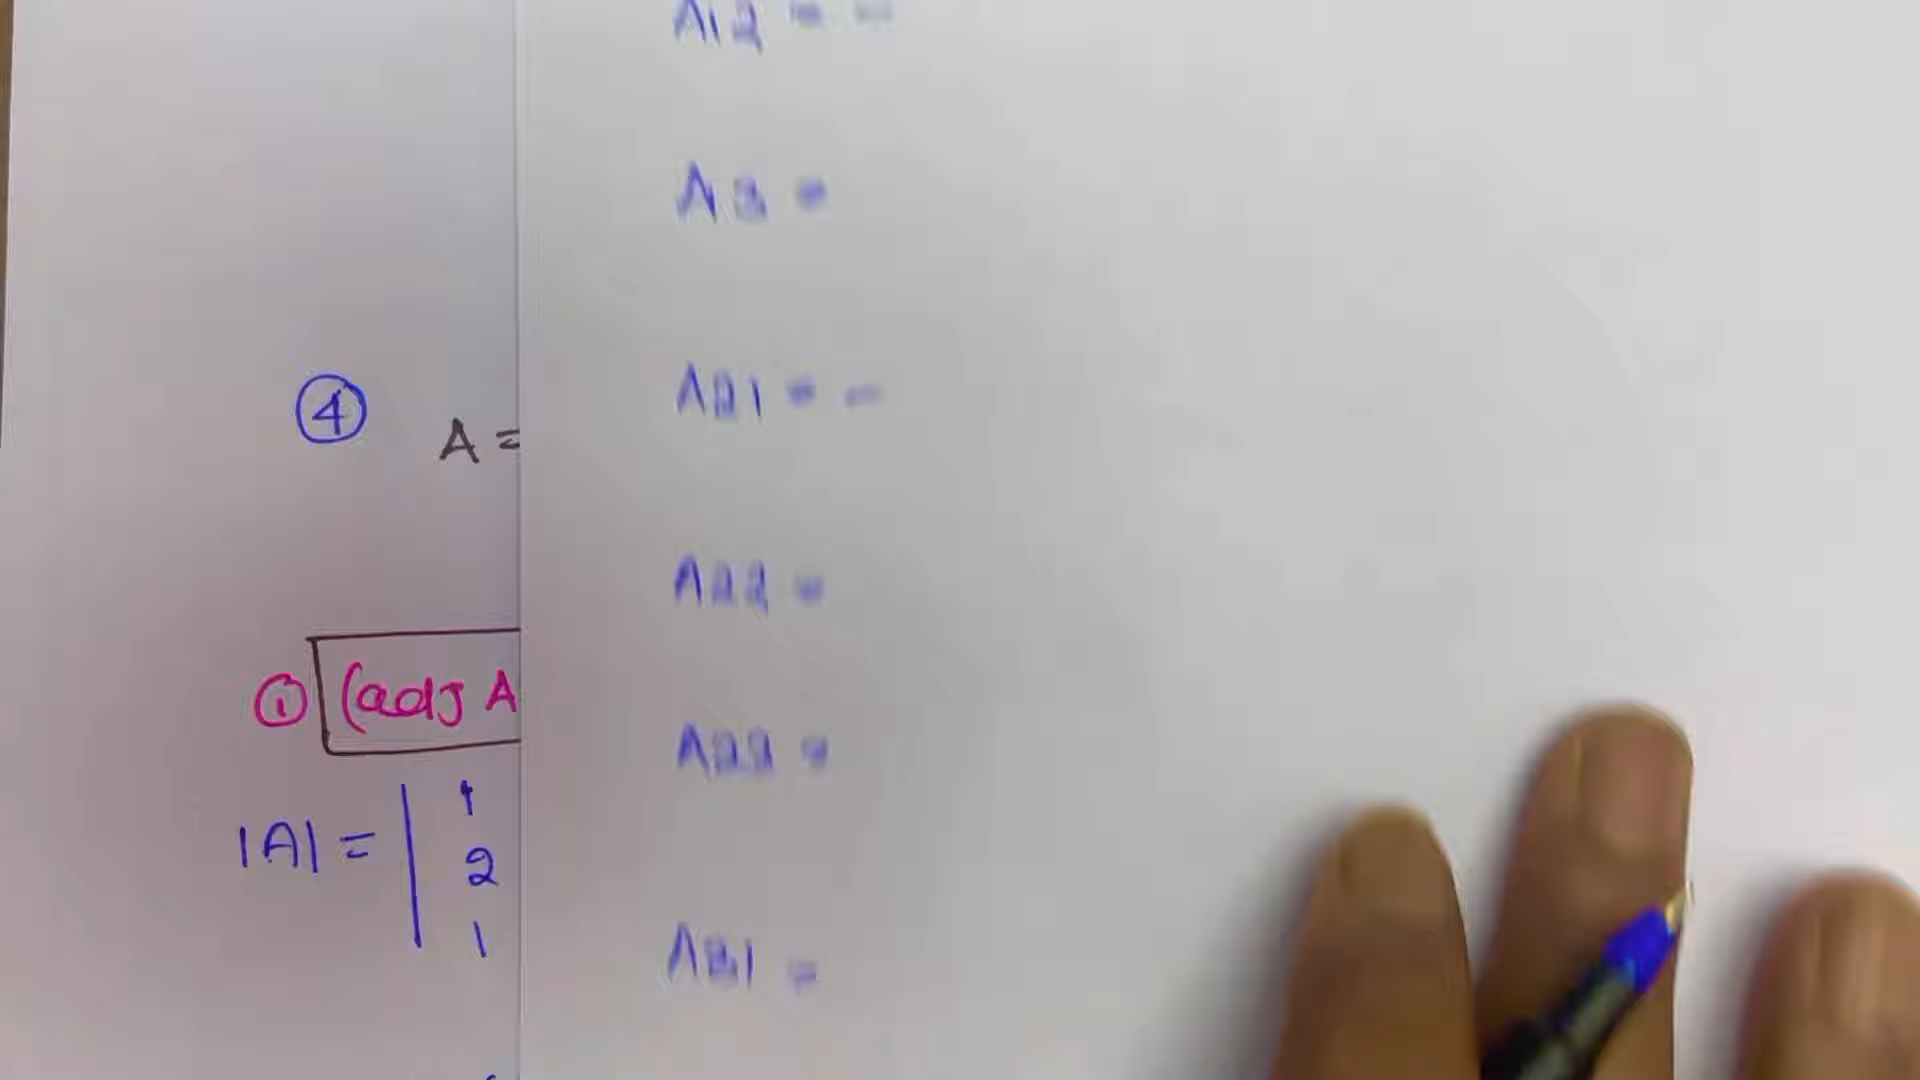 ④ A =
① (adj A
|A| = | 1
2
1
A12 = -
A13 =
A21 = -
A22 =
A23 =
A31 =